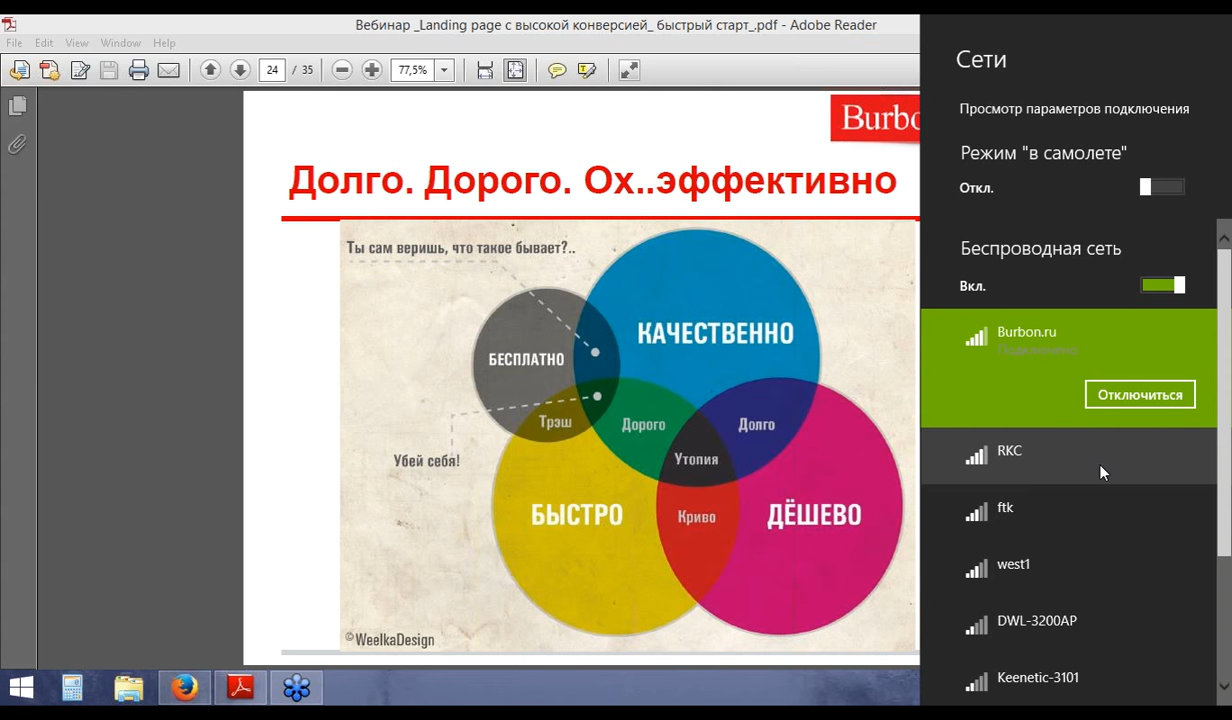 Вебинар _Landing page с высокой конверсией_ быстрый старт_.pdf - Adobe Reader
File Edit View Window Help
24 / 35
77,5%
Burbo
Долго. Дорого. Ох..эффективно
Ты сам веришь, что такое бывает?..
КАЧЕСТВЕННО
БЕСПЛАТНО
Трэш
Дорого
Долго
Утопия
Убей себя!
БЫСТРО
Криво
ДЁШЕВО
©WeelkaDesign
Сети
Просмотр параметров подключения
Режим "в самолете"
Откл.
Беспроводная сеть
Вкл.
Burbon.ru
Подключено
Отключиться
RKC
ftk
west1
DWL-3200AP
Keenetic-3101